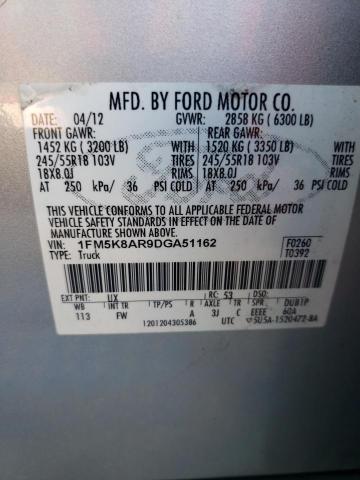 MFD. BY FORD MOTOR CO.
DATE: 04/12 GVWR: 2858 KG ( 6300 LB)
FRONT GAWR: REAR GAWR:
1452 KG ( 3200 LB) 1520 KG ( 3350 LB)
245/55R18 103V TIRES 245/55R18 103V TIRES
18X8.0J RIMS 18X8.0J RIMS
AT 250 kPa/ 36 PSI COLD AT 250 kPa/ 36 PSI COLD
THIS VEHICLE CONFORMS TO ALL APPLICABLE FEDERAL MOTOR
VEHICLE SAFETY STANDARDS IN EFFECT ON THE DATE OF
MANUFACTURE SHOWN ABOVE.
VIN: 1FM5K8AR9DGA51162 F0260
TYPE: Truck T0392
EXT PNT: UX RC: 53 DSO:
WB INT TR TP/PS R AXLE TR SPR DUB1P
113 FW A 3J C EEEE 60A
1201204305386 UTC 5U5A-1520472-BA